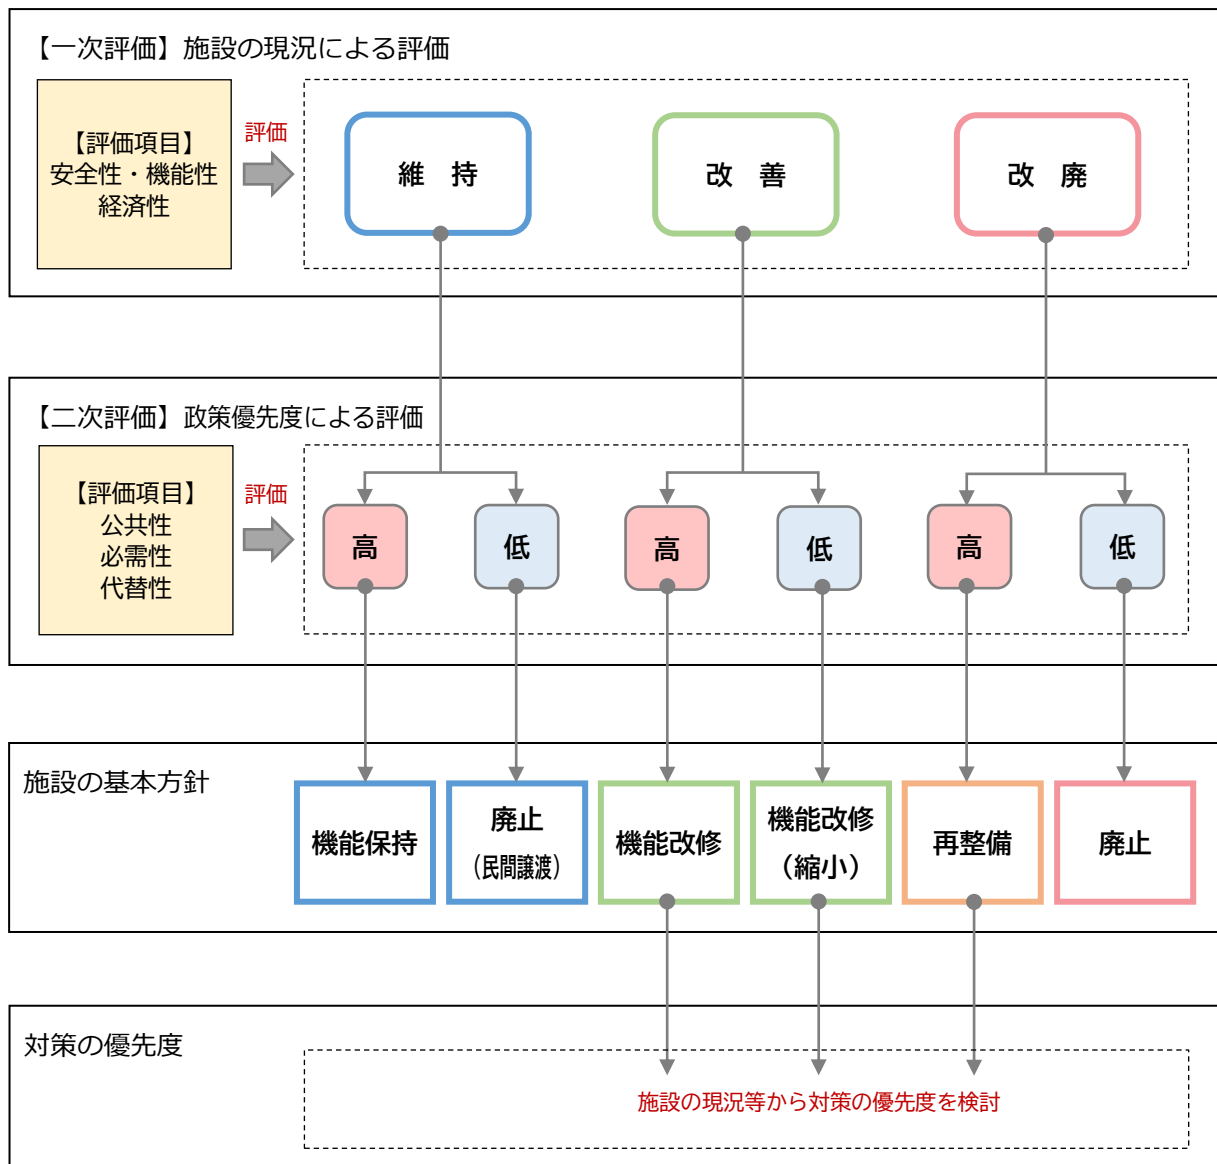 【一次評価】施設の現況による評価
【評価項目】
安全性・機能性
経済性
評価
維　持
改　善
改　廃
【二次評価】政策優先度による評価
【評価項目】
公共性
必需性
代替性
評価
高
低
高
低
高
低
施設の基本方針
機能保持
廃止
（民間譲渡）
機能改修
機能改修
（縮小）
再整備
廃止
対策の優先度
施設の現況等から対策の優先度を検討